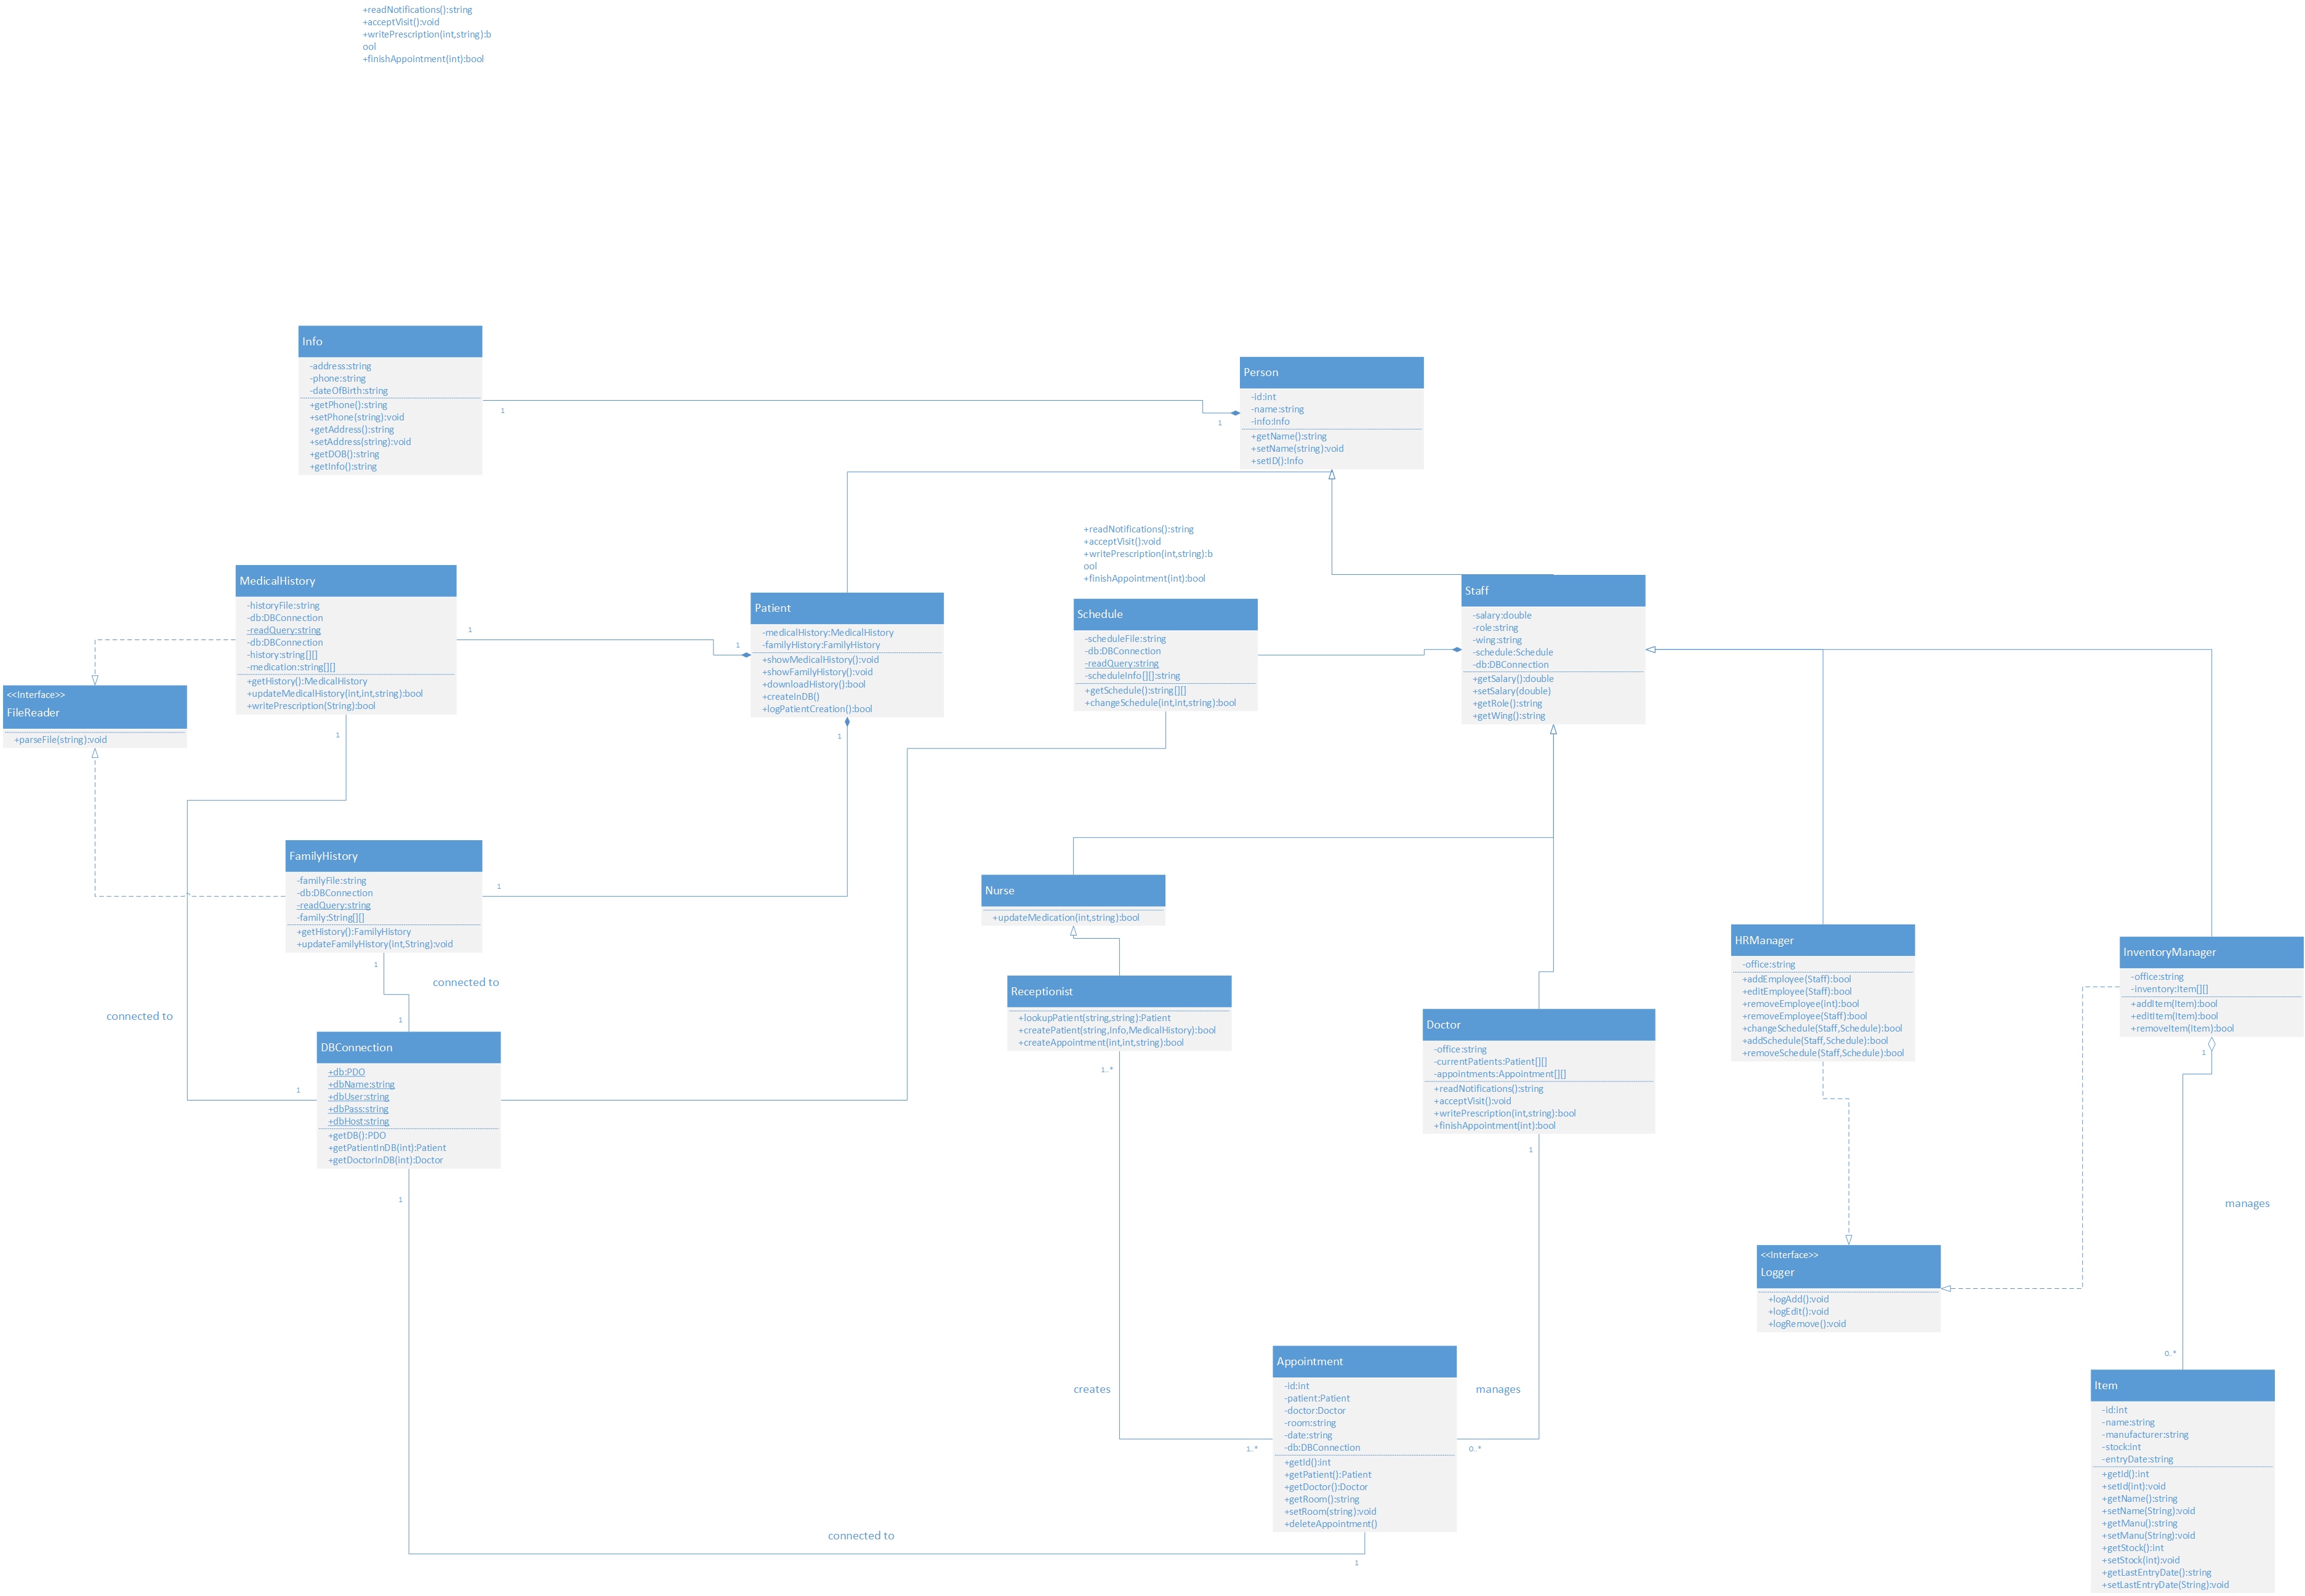 +readNotifications():string
+acceptVisit():void
+writePrescription(int,string):b
ool
+finishAppointment(int):bool
Info
-address:string
-phone:string
-dateOfBirth:string
+getPhone():string
+setPhone(string):void
+getAddress():string
+setAddress(string):void
+getDOB():string
+getInfo():string
1
1
Person
-id:int
-name:string
-info:Info
+getName():string
+setName(string):void
+setID():Info
+readNotifications():string
+acceptVisit():void
+writePrescription(int,string):b
ool
+finishAppointment(int):bool
MedicalHistory
-historyFile:string
-db:DBConnection
-readQuery:string
-db:DBConnection
-history:string[][]
-medication:string[][]
+getHistory():MedicalHistory
+updateMedicalHistory(int,int,string):bool
+writePrescription(String):bool
1
1
1
Patient
-medicalHistory:MedicalHistory
-familyHistory:FamilyHistory
+showMedicalHistory():void
+showFamilyHistory():void
+downloadHistory():bool
+createInDB()
+logPatientCreation():bool
1
Schedule
-scheduleFile:string
-db:DBConnection
-readQuery:string
-scheduleInfo[][]:string
+getSchedule():string[][]
+changeSchedule(int,int,string):bool
Staff
-salary:double
-role:string
-wing:string
-schedule:Schedule
-db:DBConnection
+getSalary():double
+setSalary(double)
+getRole():string
+getWing():string
<<Interface>>
FileReader
+parseFile(string):void
FamilyHistory
-familyFile:string
-db:DBConnection
-readQuery:string
-family:String[][]
+getHistory():FamilyHistory
+updateFamilyHistory(int,String):void
1
1
connected to
connected to
1
1
DBConnection
+db:PDO
+dbName:string
+dbUser:string
+dbPass:string
+dbHost:string
+getDB():PDO
+getPatientInDB(int):Patient
+getDoctorInDB(int):Doctor
1
Nurse
+updateMedication(int,string):bool
Receptionist
+lookupPatient(string,string):Patient
+createPatient(string,Info,MedicalHistory):bool
+createAppointment(int,int,string):bool
1..*
Doctor
-office:string
-currentPatients:Patient[][]
-appointments:Appointment[][]
+readNotifications():string
+acceptVisit():void
+writePrescription(int,string):bool
+finishAppointment(int):bool
1
HRManager
-office:string
+addEmployee(Staff):bool
+editEmployee(Staff):bool
+removeEmployee(int):bool
+removeEmployee(Staff):bool
+changeSchedule(Staff,Schedule):bool
+addSchedule(Staff,Schedule):bool
+removeSchedule(Staff,Schedule):bool
InventoryManager
-office:string
-inventory:Item[][]
+addItem(Item):bool
+editItem(Item):bool
+removeItem(Item):bool
1
manages
<<Interface>>
Logger
+logAdd():void
+logEdit():void
+logRemove():void
0..*
creates
manages
1..*
0..*
Appointment
-id:int
-patient:Patient
-doctor:Doctor
-room:string
-date:string
-db:DBConnection
+getId():int
+getPatient():Patient
+getDoctor():Doctor
+getRoom():string
+setRoom(string):void
+deleteAppointment()
connected to
1
Item
-id:int
-name:string
-manufacturer:string
-stock:int
-entryDate:string
+getId():int
+setId(int):void
+getName():string
+setName(String):void
+getManu():string
+setManu(String):void
+getStock():int
+setStock(int):void
+getLastEntryDate():string
+setLastEntryDate(String):void